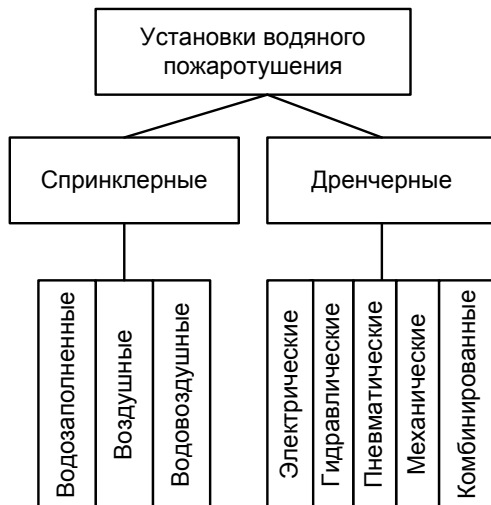 Установки водяного
пожаротушения
Спринклерные
Дренчерные
Водозаполненные
Воздушные
Водовоздушные
Электрические
Гидравлические
Пневматические
Механические
Комбинированные